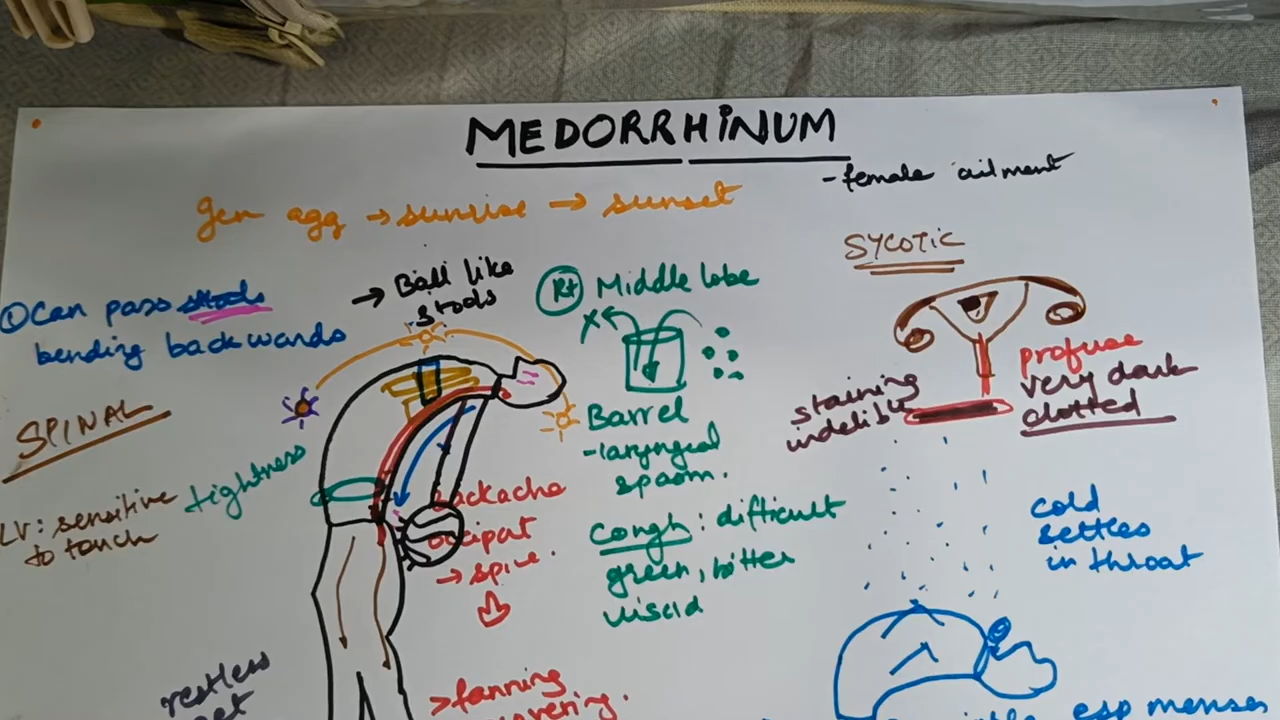 MEDORRHINUM
- female ailment
gen agg → sunrise → sunset
SYCOTIC
① Can pass stools
bending backwards
→ Ball like
stools
Rt Middle lobe
X
SPINAL
tightness
LV: sensitive
to touch
Barrel
- laryngeal
spasm.
Cough : difficult
green, bitter
viscid
backache
occiput
→ spine.
profuse
very dark
clotted
staining
cold
settles
in throat
restless
> fanning
esp menses